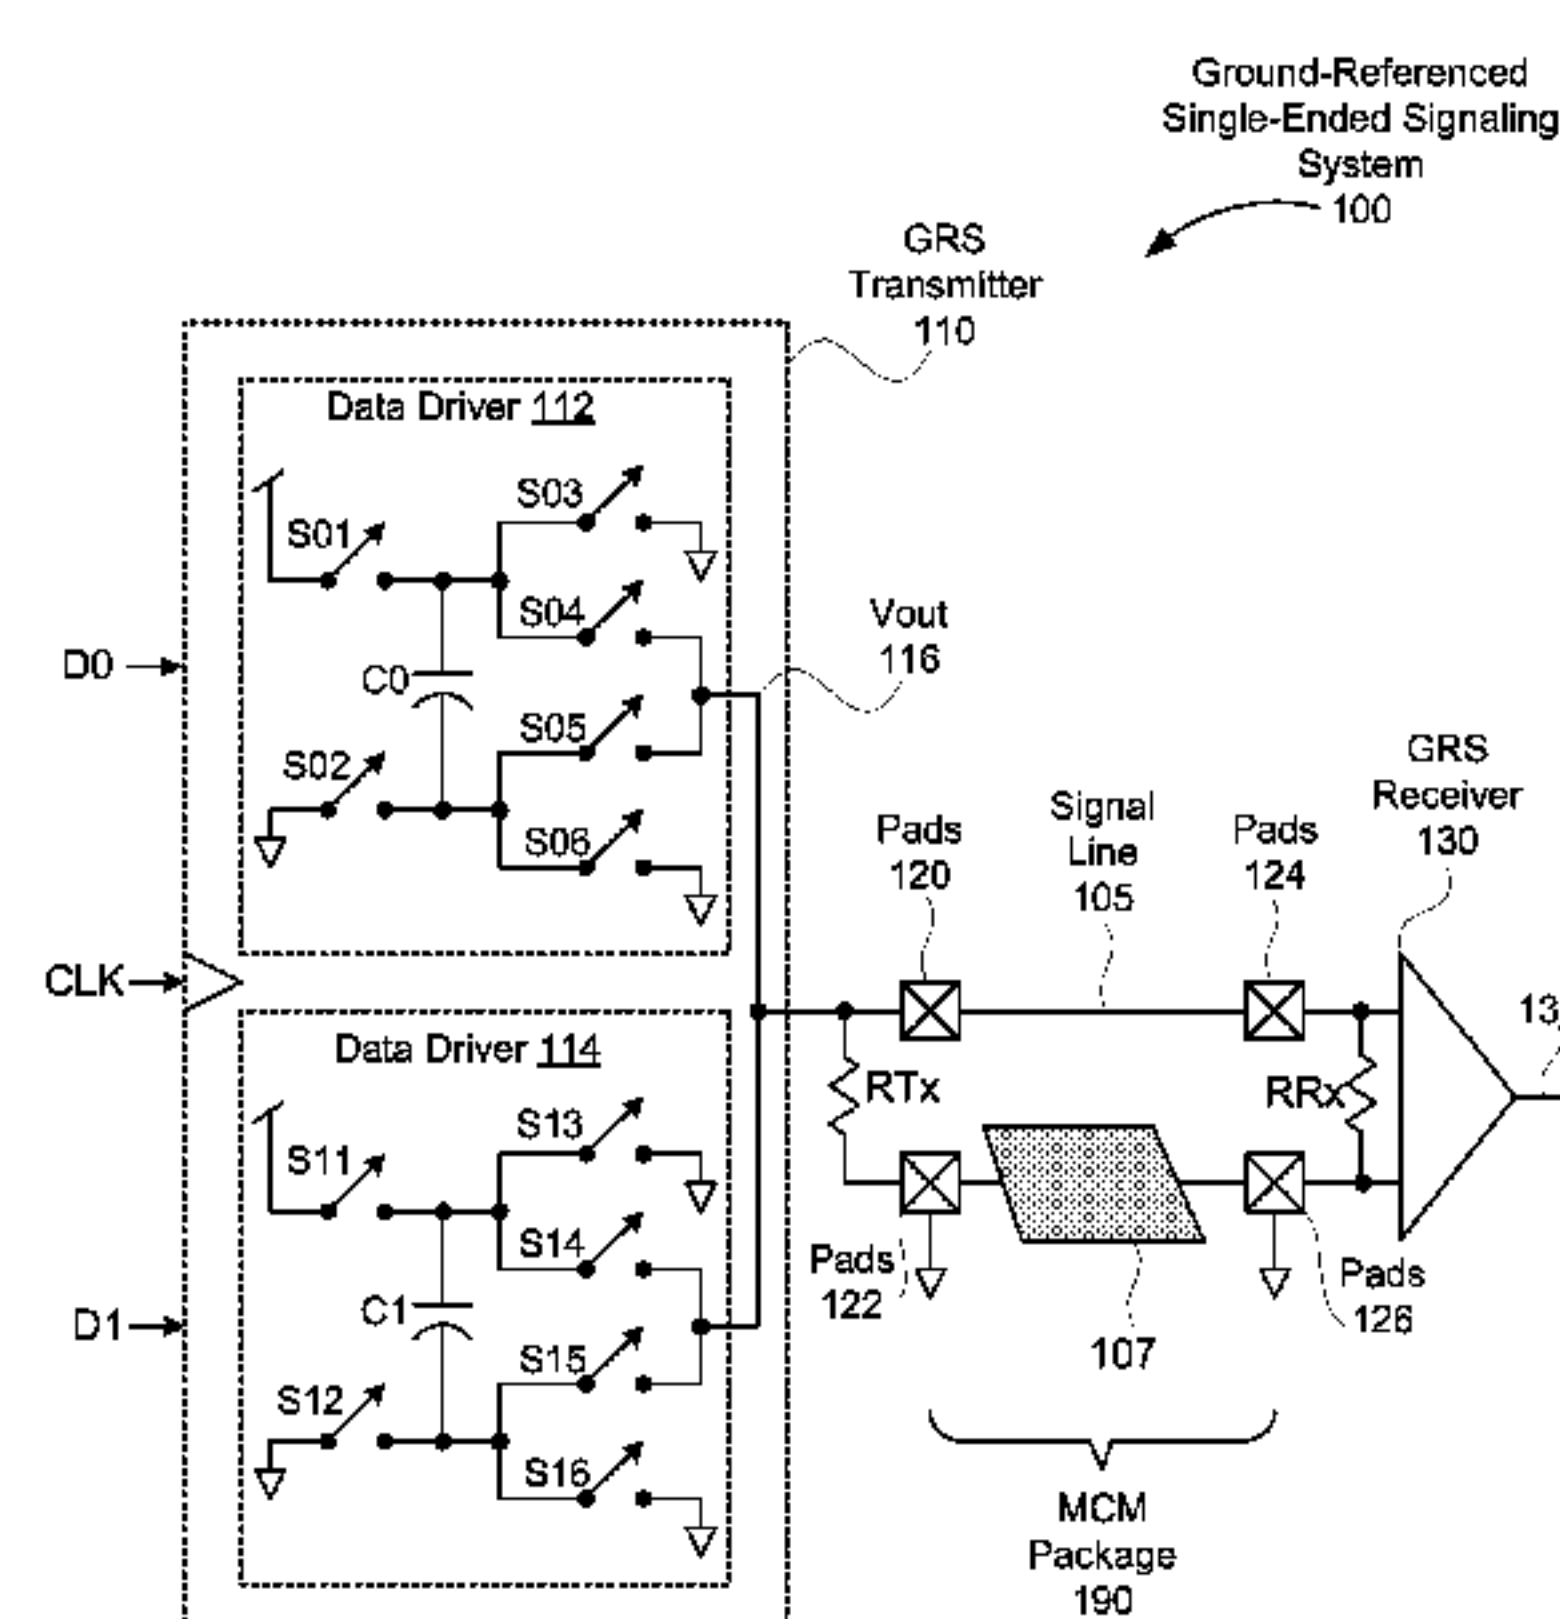 Ground-Referenced
Single-Ended Signaling
System
100
GRS
Transmitter
110
Data Driver 112
S03
S01
S04
Vout
116
D0
C0
S05
S02
GRS
Receiver
130
Signal
Line
105
Pads
120
Pads
124
S06
CLK
13
Data Driver 114
RTx
RRx
S13
S11
S14
Pads
122
Pads
126
C1
D1
107
S15
S12
S16
MCM
Package
190